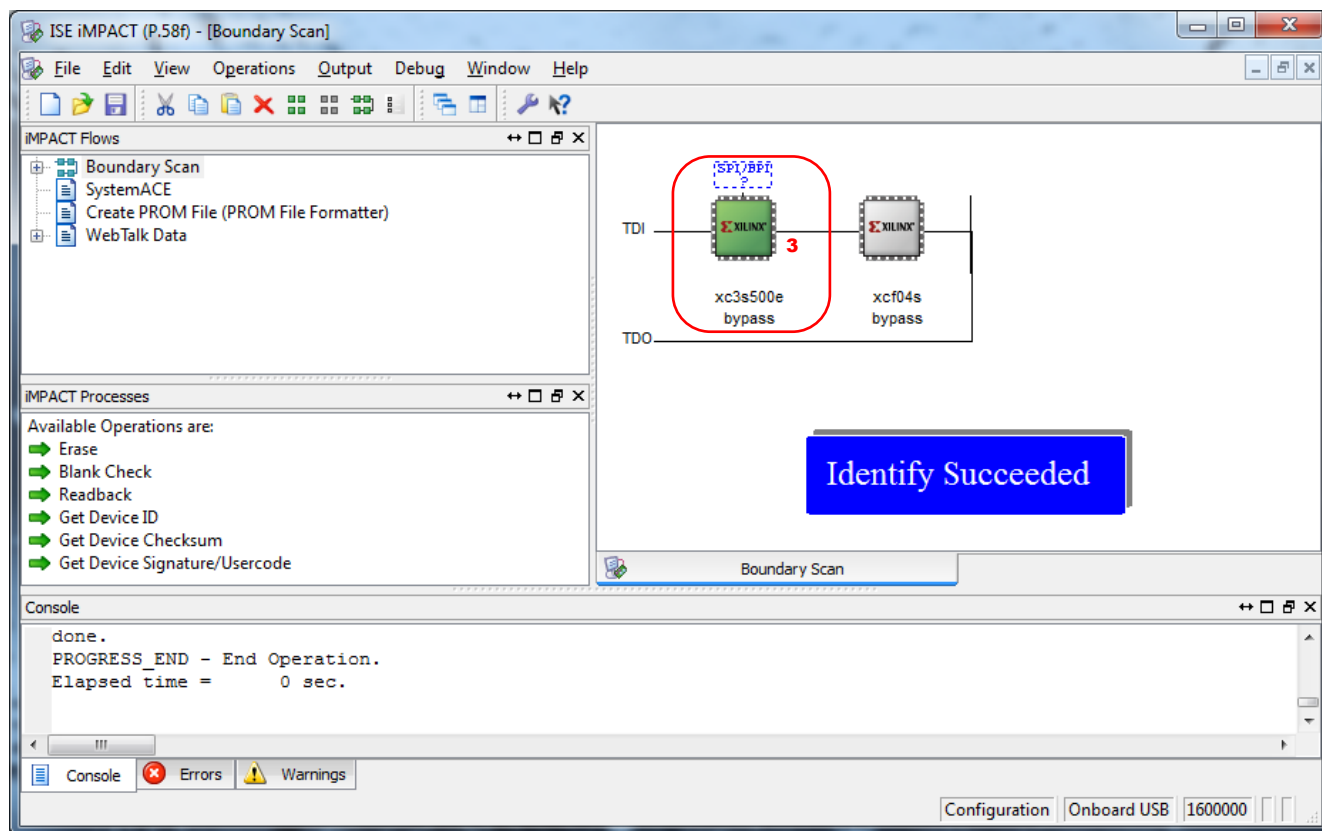 ISE iMPACT (P.58f) - [Boundary Scan]
File Edit View Operations Output Debug Window Help
iMPACT Flows
Boundary Scan
SystemACE
Create PROM File (PROM File Formatter)
WebTalk Data
iMPACT Processes
Available Operations are:
Erase
Blank Check
Readback
Get Device ID
Get Device Checksum
Get Device Signature/Usercode
SPI/BPI
?
TDI XILINX 3 XILINX
xc3s500e xcf04s
bypass bypass
TDO
Identify Succeeded
Boundary Scan
Console
done.
PROGRESS_END - End Operation.
Elapsed time = 0 sec.
Console Errors Warnings
Configuration Onboard USB 1600000